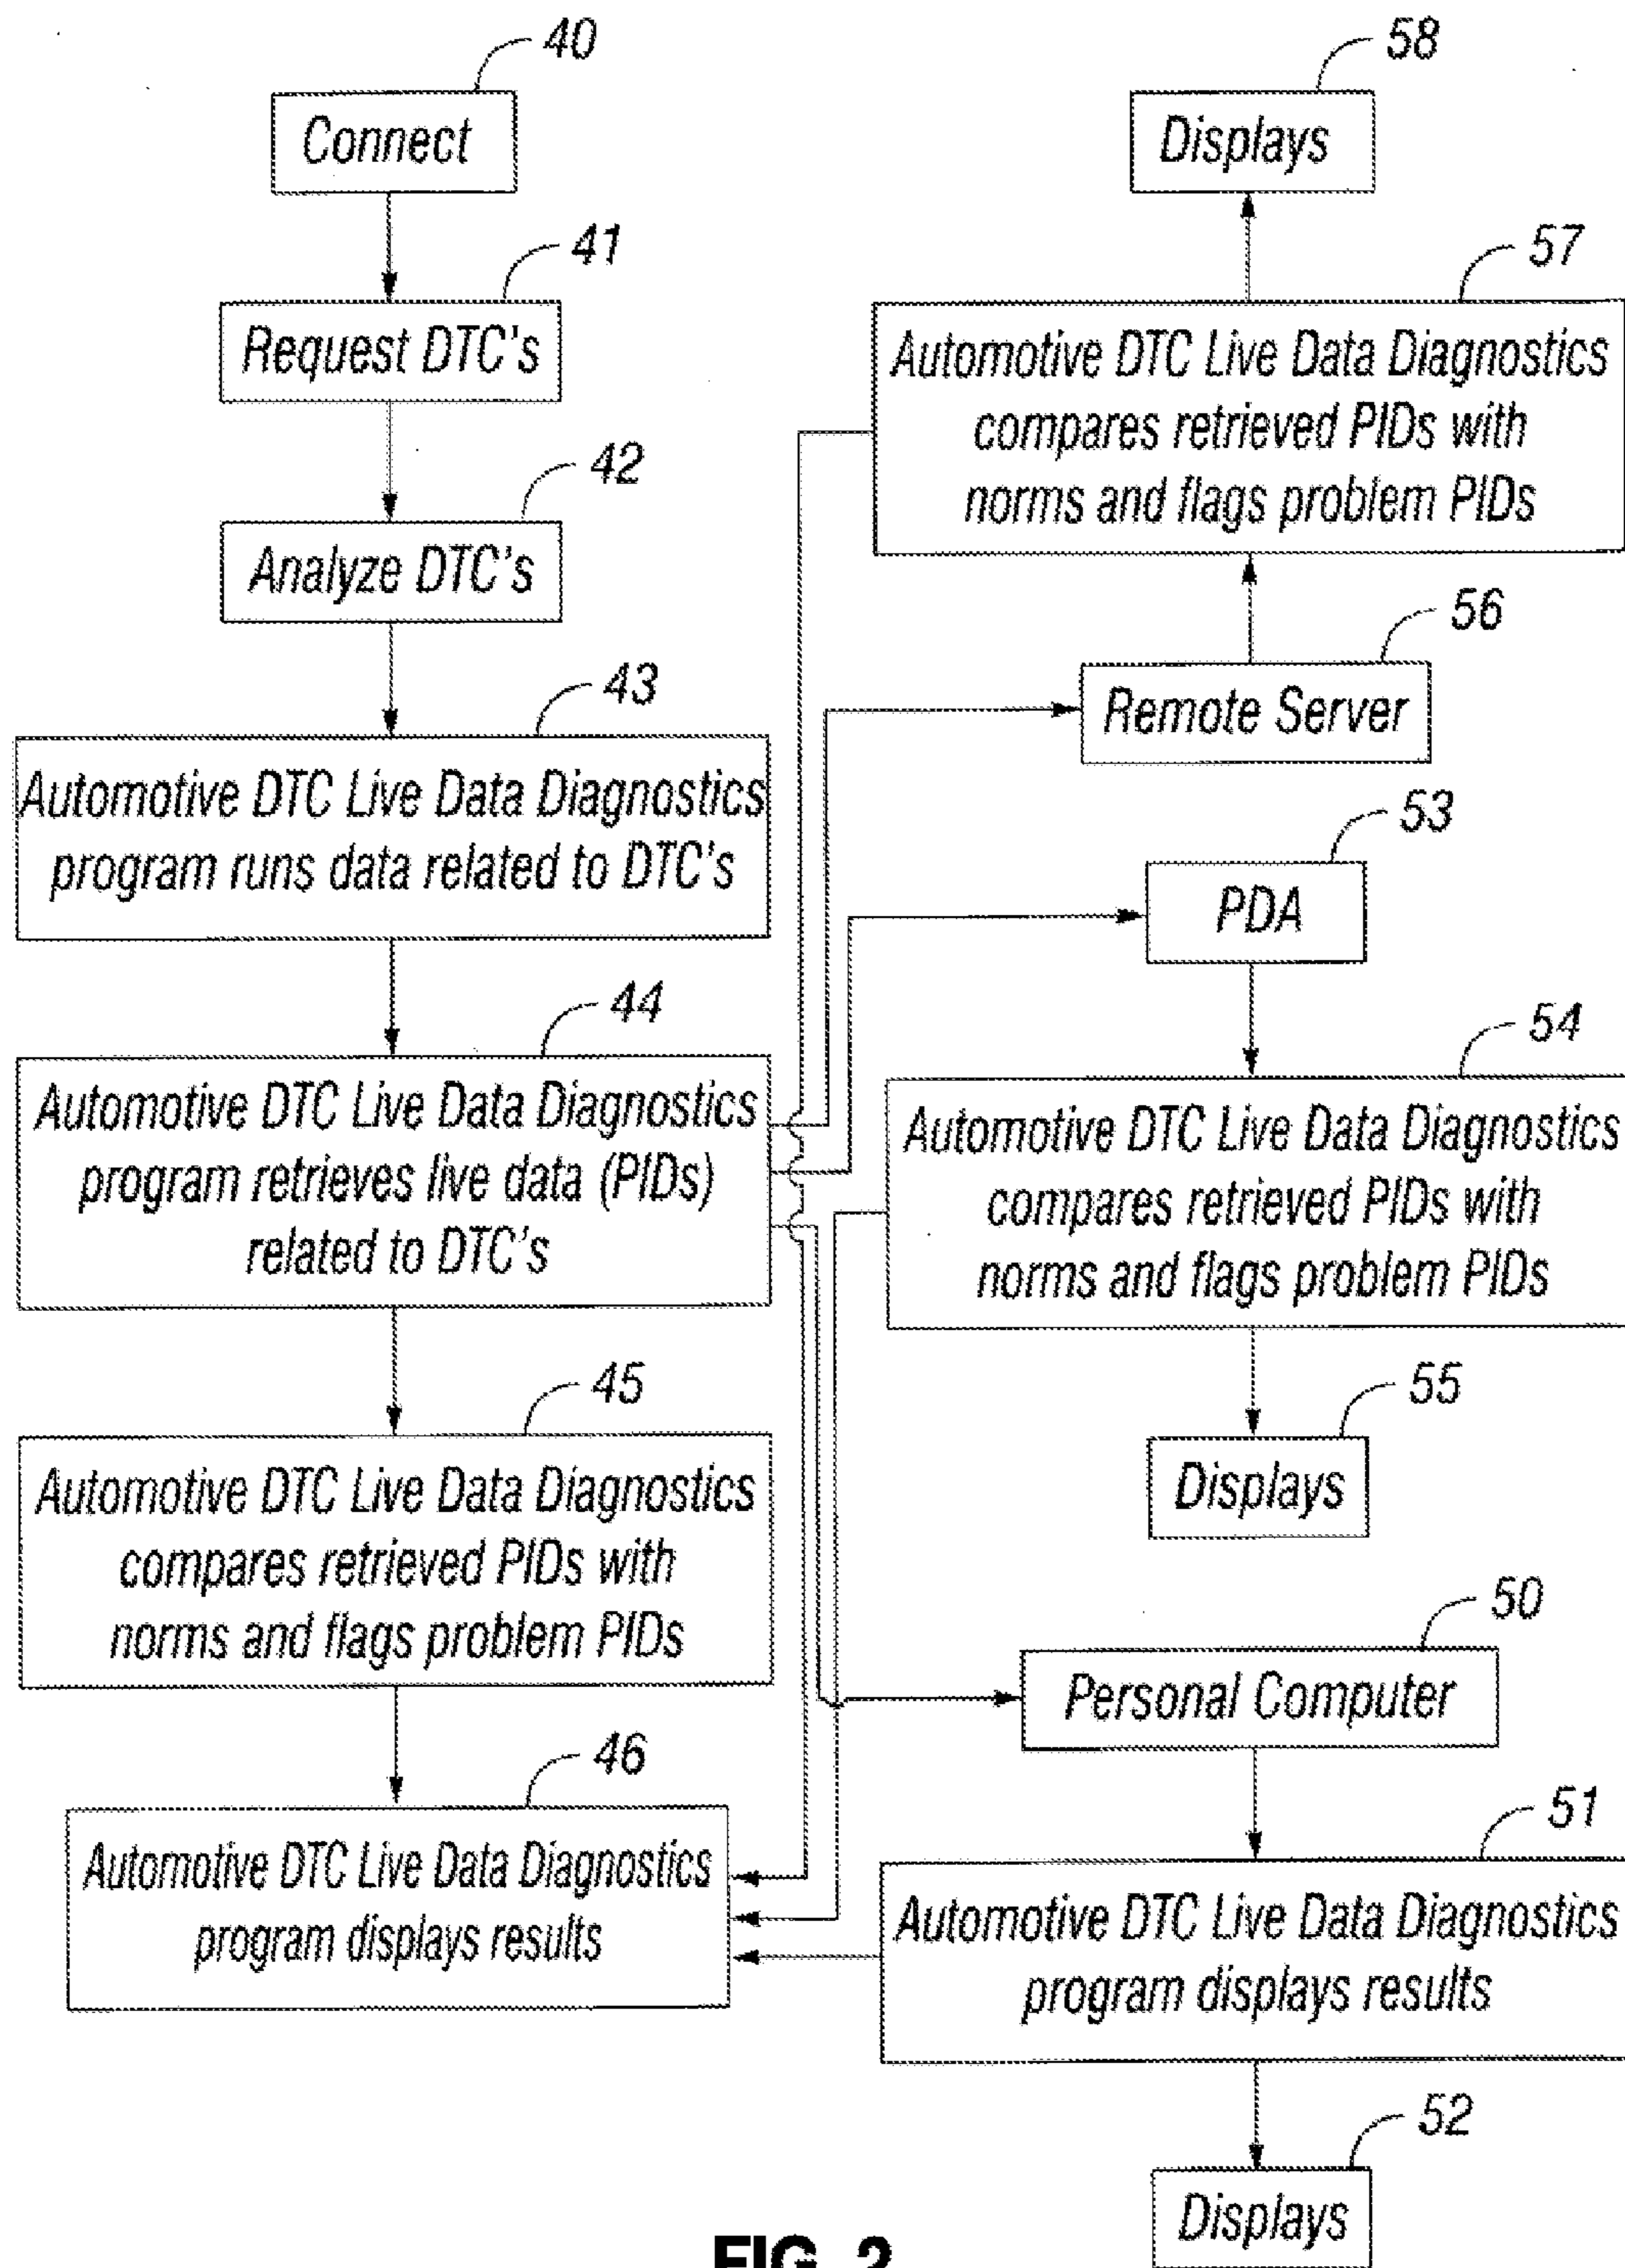 40
Connect
41
Request DTC's
42
Analyze DTC's
43
Automotive DTC Live Data Diagnostics
program runs data related to DTC's
44
Automotive DTC Live Data Diagnostics
program retrieves live data (PIDs)
related to DTC's
45
Automotive DTC Live Data Diagnostics
compares retrieved PIDs with
norms and flags problem PIDs
46
Automotive DTC Live Data Diagnostics
program displays results
58
Displays
57
Automotive DTC Live Data Diagnostics
compares retrieved PIDs with
norms and flags problem PIDs
56
Remote Server
53
PDA
54
Automotive DTC Live Data Diagnostics
compares retrieved PIDs with
norms and flags problem PIDs
55
Displays
50
Personal Computer
51
Automotive DTC Live Data Diagnostics
program displays results
52
Displays
FIG. 2